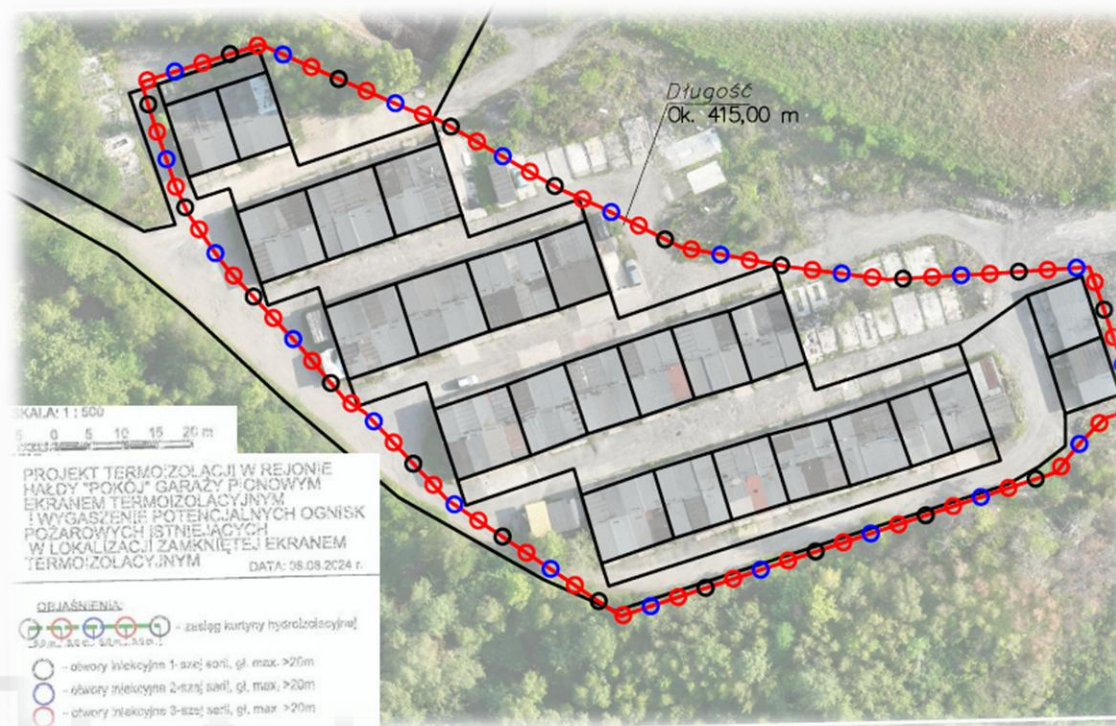 Długość
Ok. 415,00 m
SKALA: 1 : 500
5 0 5 10 15 20 m
PROJEKT TERMOIZOLACJI W REJONIE
HAŁDY "POKÓJ" GARAŻY PIONOWYM
EKRANEM TERMOIZOLACYJNYM
I WYGASZENIE POTENCJALNYCH OGNISK
POŻAROWYCH ISTNIEJĄCYCH
W LOKALIZACJI ZAMKNIĘTEJ EKRANEM
TERMOIZOLACYJNYM DATA: 08.08.2024 r.
OBJAŚNIENIA:
- zasięg kurtyny hydroizolacyjnej
- otwory iniekcyjne 1-szej serii, gł. max. >20m
- otwory iniekcyjne 2-szej serii, gł. max. >20m
- otwory iniekcyjne 3-szej serii, gł. max >20m